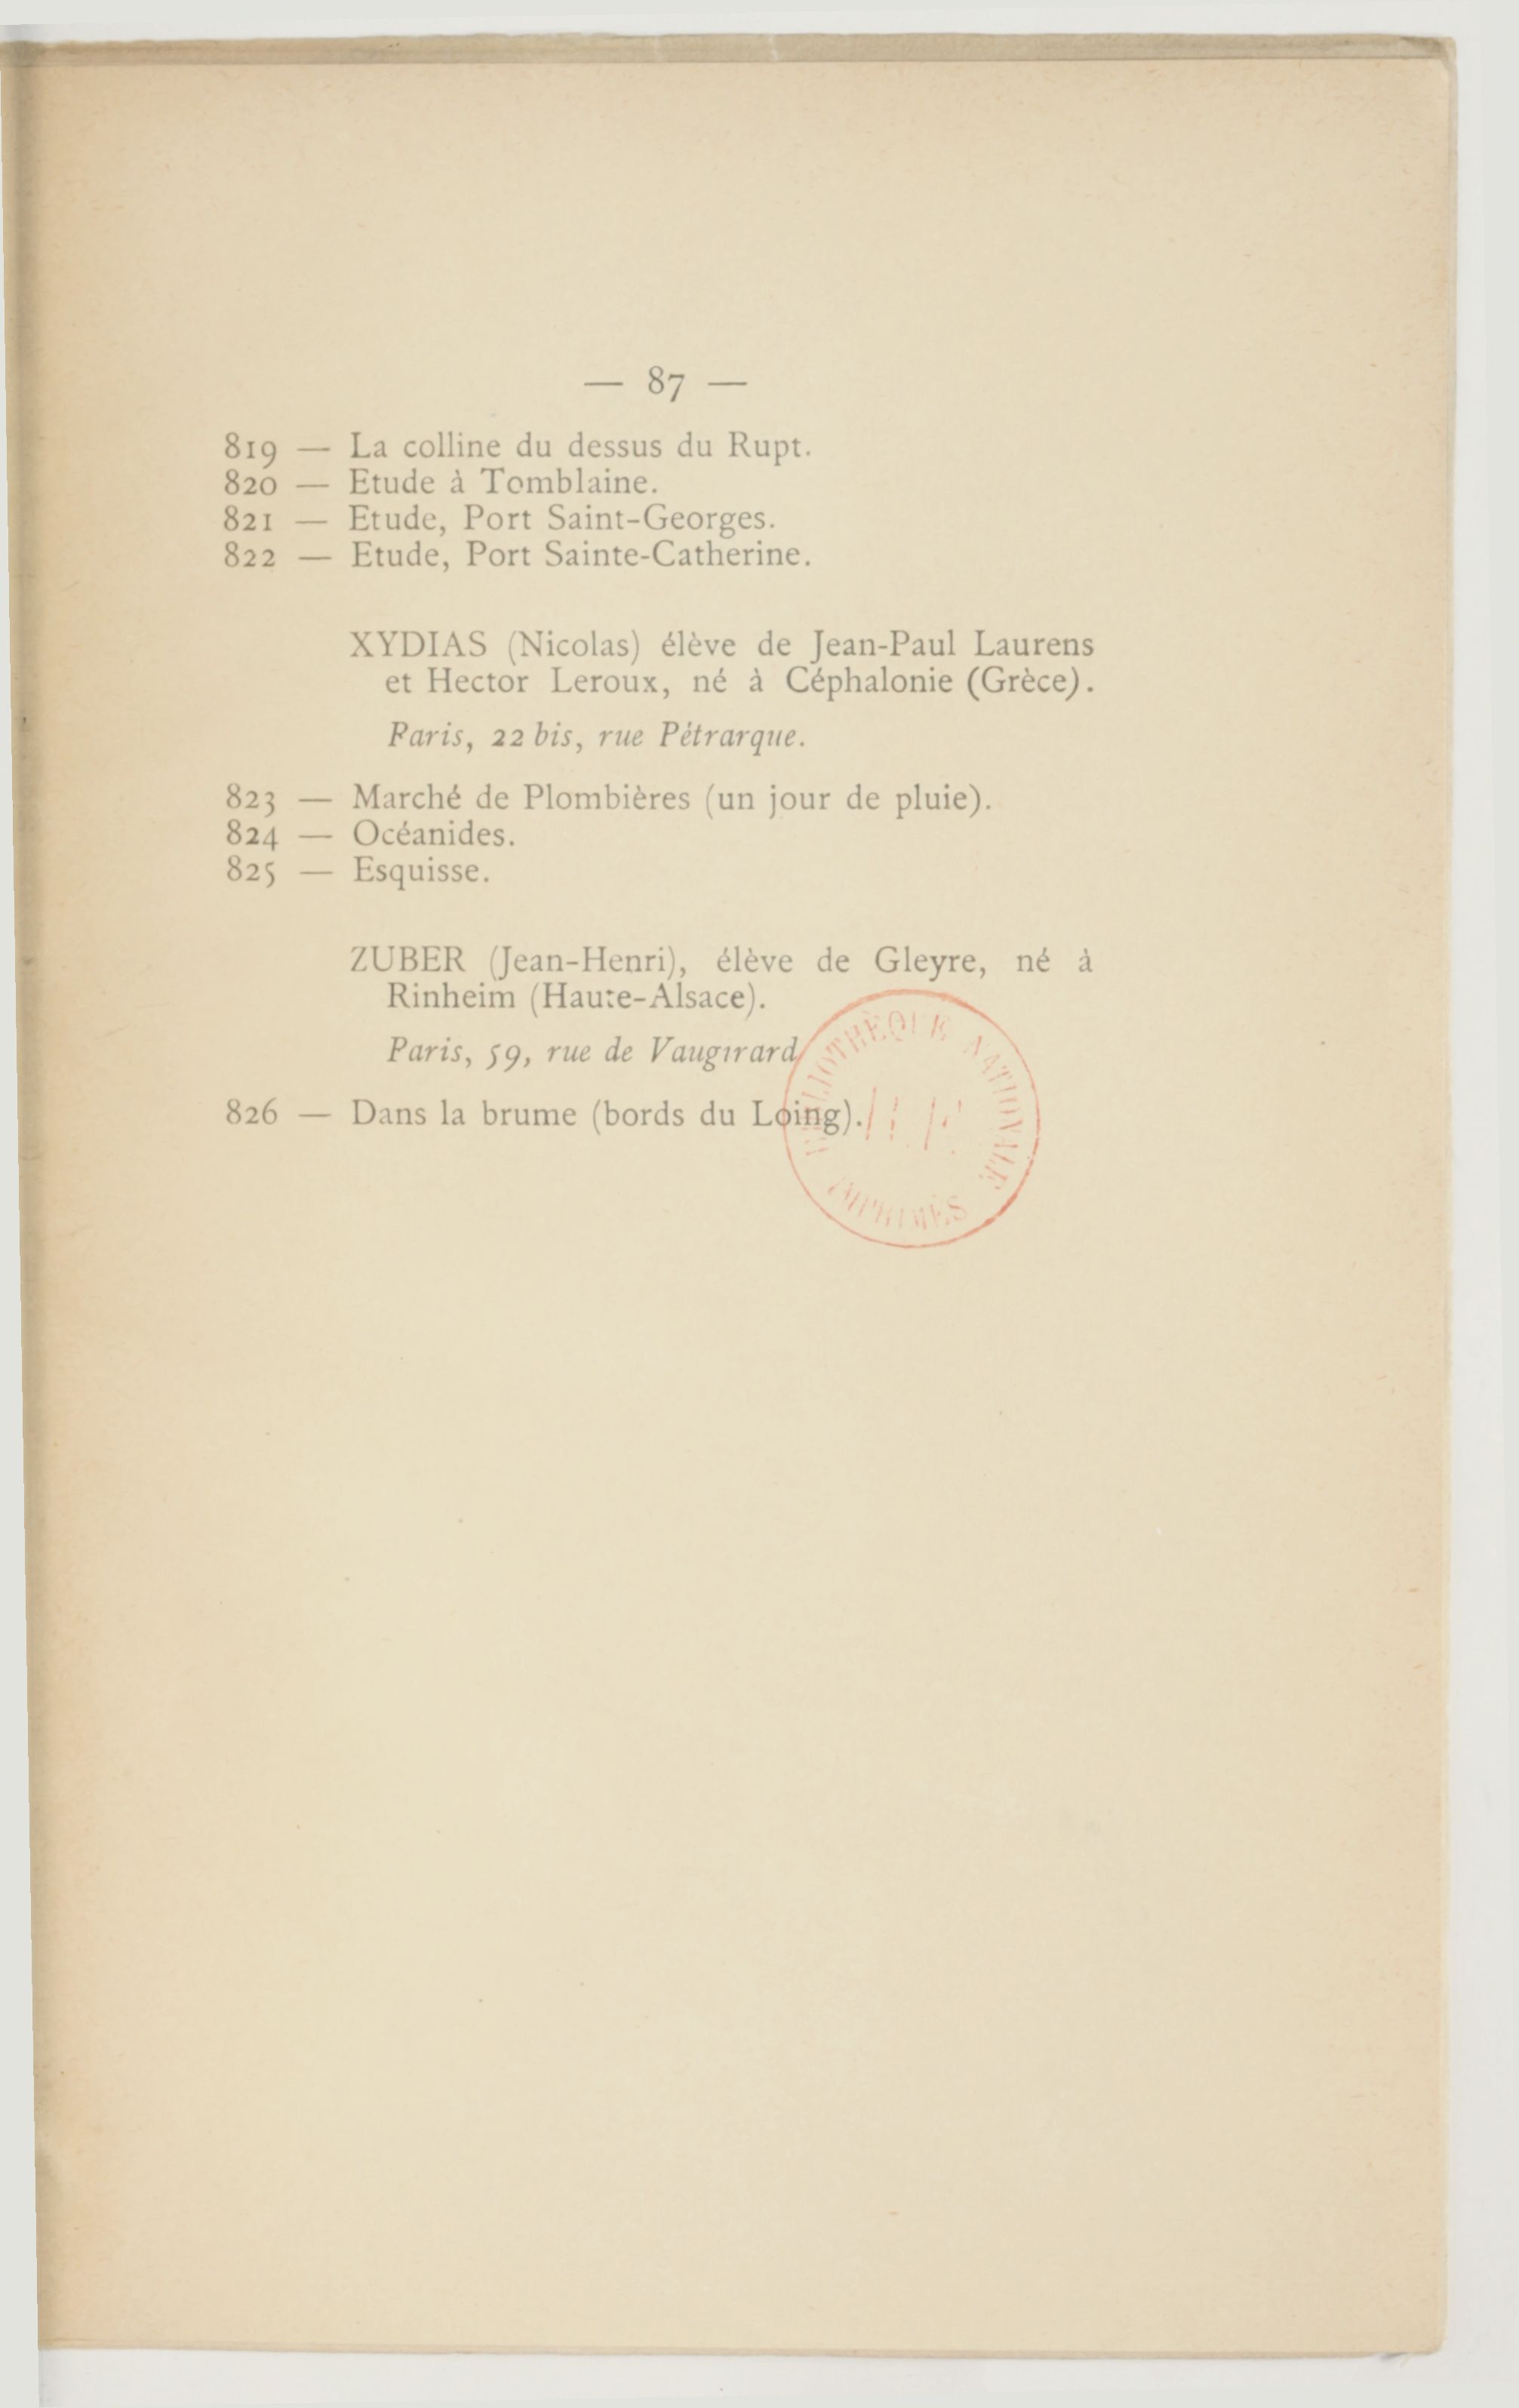 — 87 —
819 — La colline du dessus du Rupt.
820 — Etude à Tomblaine.
821 — Etude, Port Saint-Georges.
822 — Etude, Port Sainte-Catherine.
XYDIAS (Nicolas) élève de Jean-Paul Laurens
et Hector Leroux, né à Céphalonie (Grèce).
Paris, 22 bis, rue Pétrarque.
823 — Marché de Plombières (un jour de pluie).
824 — Océanides.
825 — Esquisse.
ZUBER (Jean-Henri), élève de Gleyre, né à
Rinheim (Haute-Alsace).
Paris, 59, rue de Vaugirard
826 — Dans la brume (bords du Loing).
BIBLIOTHÈQUE NATIONALE
IMPRIMÉS